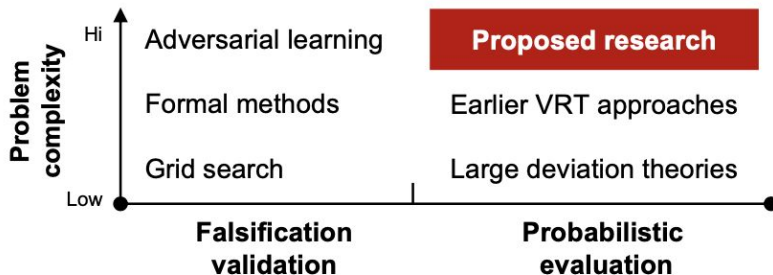 Problem
complexity
Hi
Low
Adversarial learning
Proposed research
Formal methods
Earlier VRT approaches
Grid search
Large deviation theories
Falsification
validation
Probabilistic
evaluation